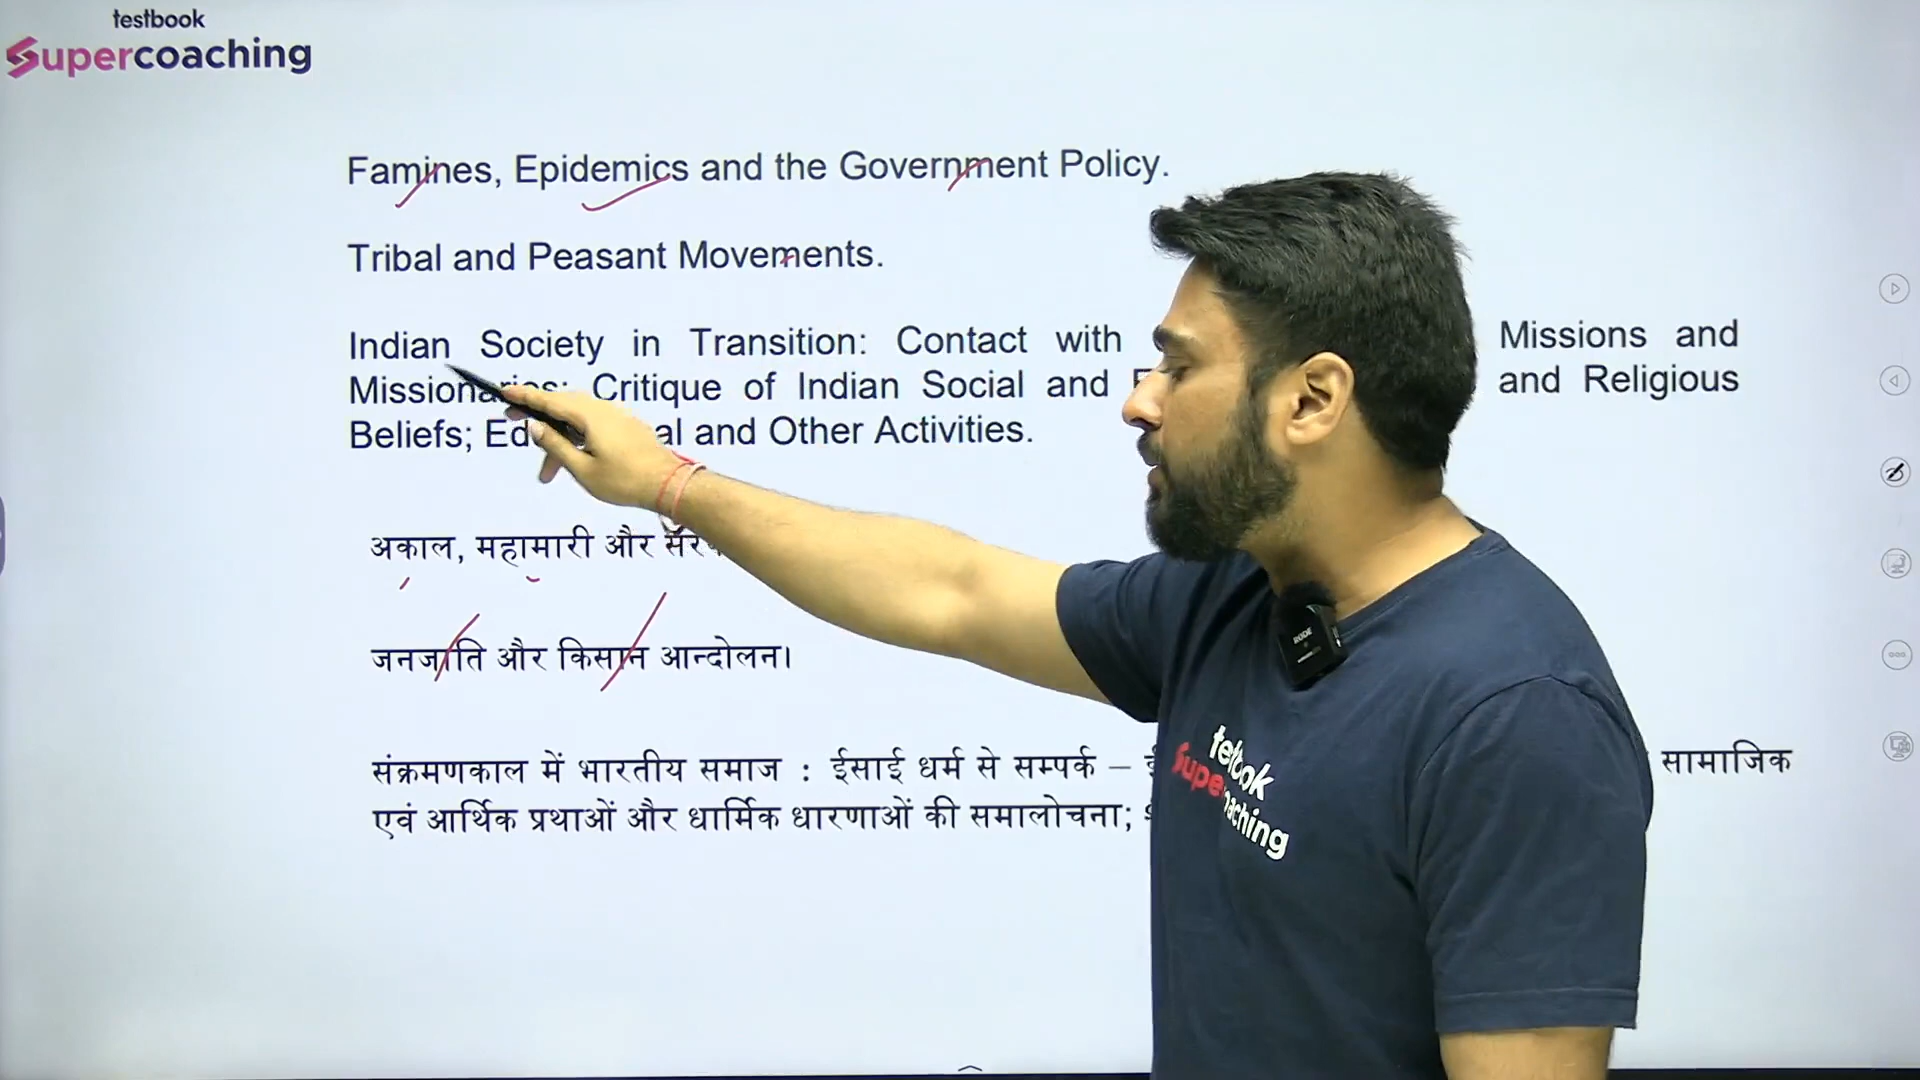 testbook
Supercoaching
Famines, Epidemics and the Government Policy.
Tribal and Peasant Movements.
Indian Society in Transition: Contact with Missions and
Critique of Indian Social and and Religious
Beliefs; and Other Activities.
अकाल, महामारी और
जनजाति और किसान आन्दोलन।
संक्रमणकाल में भारतीय समाज : ईसाई धर्म से सम्पर्क – सामाजिक
एवं आर्थिक प्रथाओं और धार्मिक धारणाओं की समालोचना;
RODE
testbook